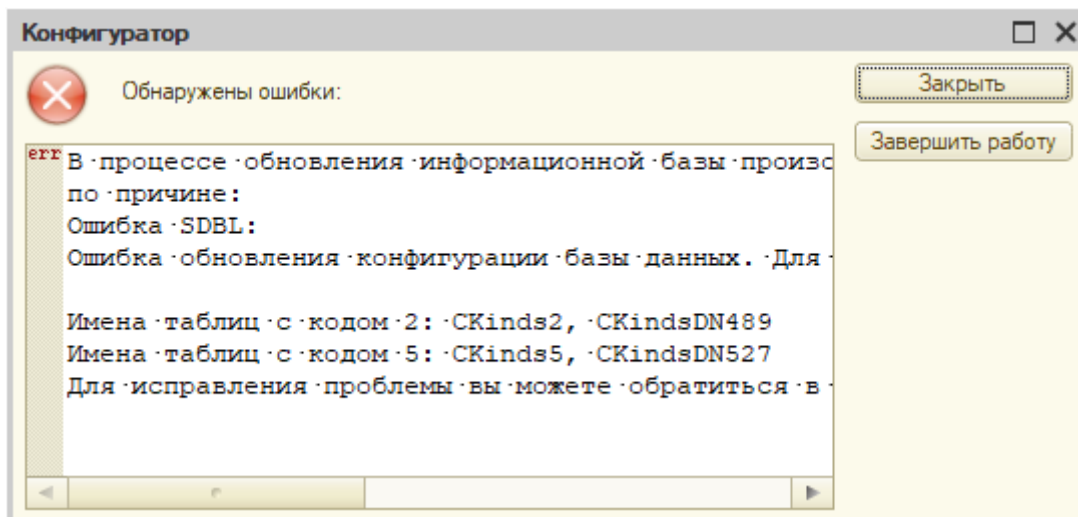 Конфигуратор
Обнаружены ошибки:
Закрыть
Завершить работу
err
В процессе обновления информационной базы
по причине:
Ошибка SDBL:
Ошибка обновления конфигурации базы данных. Для
Имена таблиц с кодом 2: CKinds2, CKindsDN489
Имена таблиц с кодом 5: CKinds5, CKindsDN527
Для исправления проблемы вы можете обратиться в